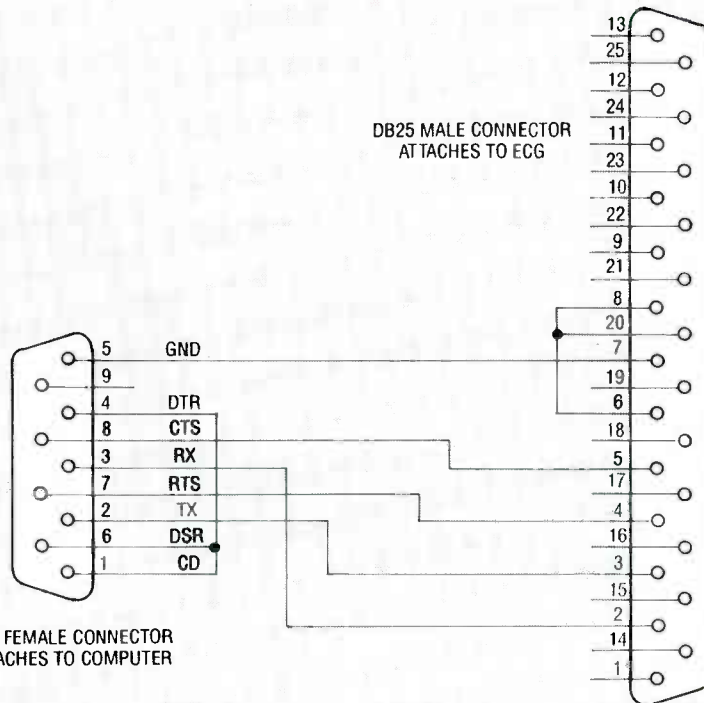 DB25 MALE CONNECTOR
ATTACHES TO ECG
13
25
12
24
11
23
10
22
9
21
8
20
7
19
6
18
5
17
4
16
3
15
2
14
1
5 GND
9
4 DTR
8 CTS
3 RX
7 RTS
2 TX
6 DSR
1 CD
FEMALE CONNECTOR
ACHES TO COMPUTER